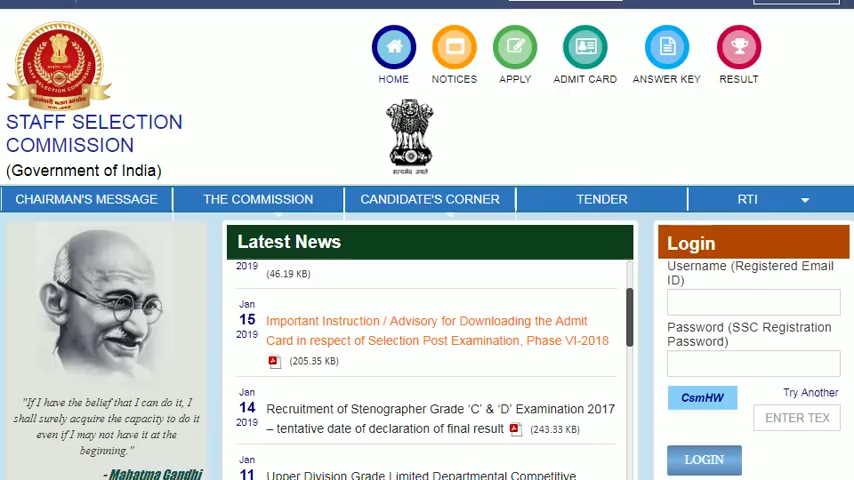 HOME
NOTICES
APPLY
ADMIT CARD
ANSWER KEY
RESULT
STAFF SELECTION
COMMISSION
(Government of India)
CHAIRMAN'S MESSAGE
THE COMMISSION
CANDIDATE'S CORNER
TENDER
RTI
"If I have the belief that I can do it, I
shall surely acquire the capacity to do it
even if I may not have it at the
beginning."
- Mahatma Gandhi
Latest News
2019
(46.19 KB)
Jan
15
2019
Important Instruction / Advisory for Downloading the Admit
Card in respect of Selection Post Examination, Phase VI-2018
(205.35 KB)
Jan
14
2019
Recruitment of Stenographer Grade ‘C’ & ‘D’ Examination 2017
– tentative date of declaration of final result (243.33 KB)
Jan
11
Upper Division Grade Limited Departmental Competitive
Login
Username (Registered Email
ID)
Password (SSC Registration
Password)
CsmHW
Try Another
ENTER TEX
LOGIN